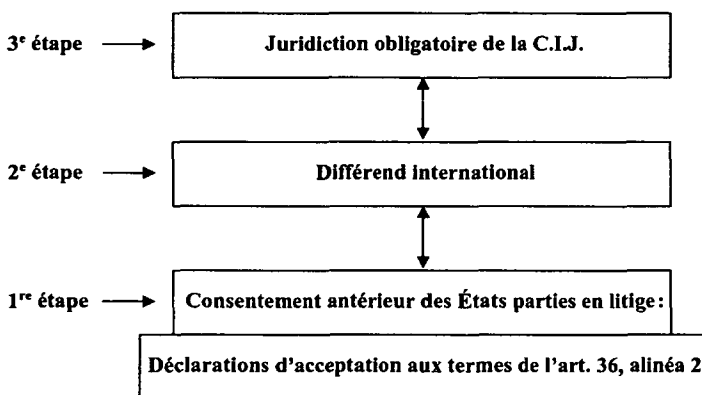 3e étape Juridiction obligatoire de la C.I.J.
2e étape Différend international
1re étape Consentement antérieur des États parties en litige:
Déclarations d'acceptation aux termes de l'art. 36, alinéa 2